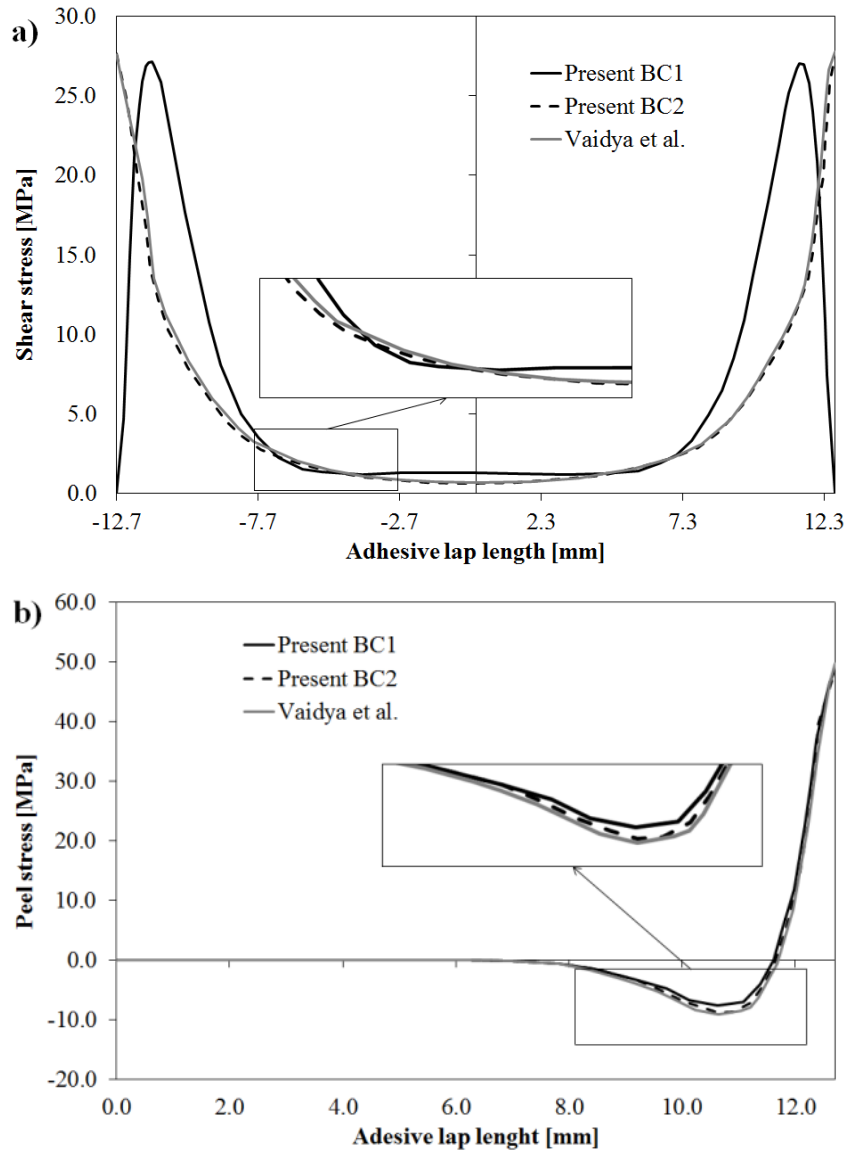 a)
30.0
25.0
20.0
15.0
10.0
5.0
0.0
Shear stress [MPa]
Present BC1
Present BC2
Vaidya et al.
-12.7 -7.7 -2.7 2.3 7.3 12.3
Adhesive lap length [mm]
b)
60.0
50.0
40.0
30.0
20.0
10.0
0.0
-10.0
-20.0
Peel stress [MPa]
Present BC1
Present BC2
Vaidya et al.
0.0 2.0 4.0 6.0 8.0 10.0 12.0
Adesive lap lenght [mm]